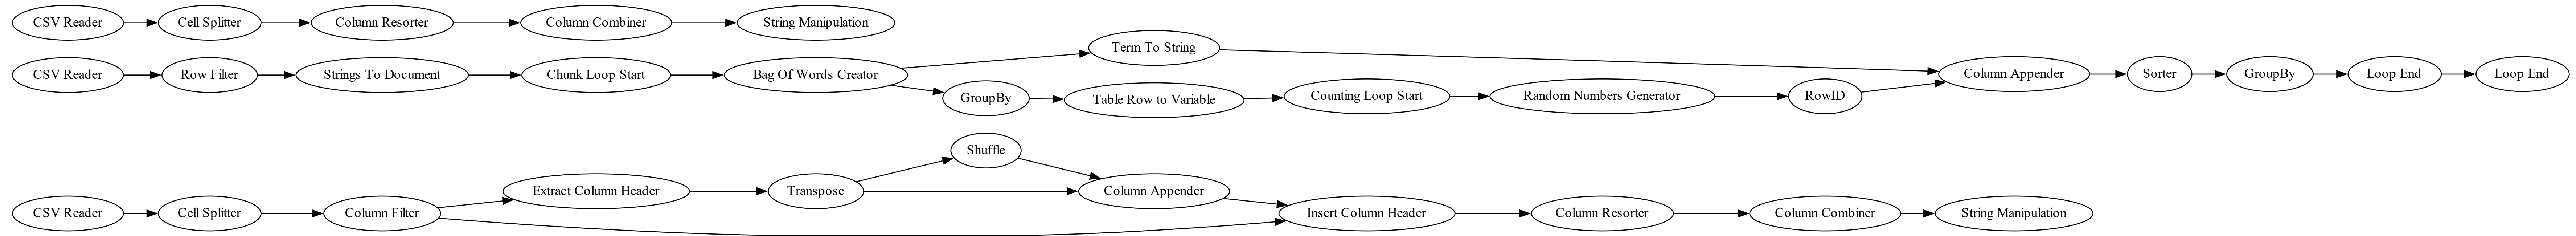 CSV Reader
Cell Splitter
Column Resorter
Column Combiner
String Manipulation
CSV Reader
Row Filter
Strings To Document
Chunk Loop Start
Bag Of Words Creator
Term To String
GroupBy
Table Row to Variable
Counting Loop Start
Random Numbers Generator
RowID
Column Appender
Sorter
GroupBy
Loop End
Loop End
CSV Reader
Cell Splitter
Column Filter
Extract Column Header
Transpose
Shuffle
Column Appender
Insert Column Header
Column Resorter
Column Combiner
String Manipulation